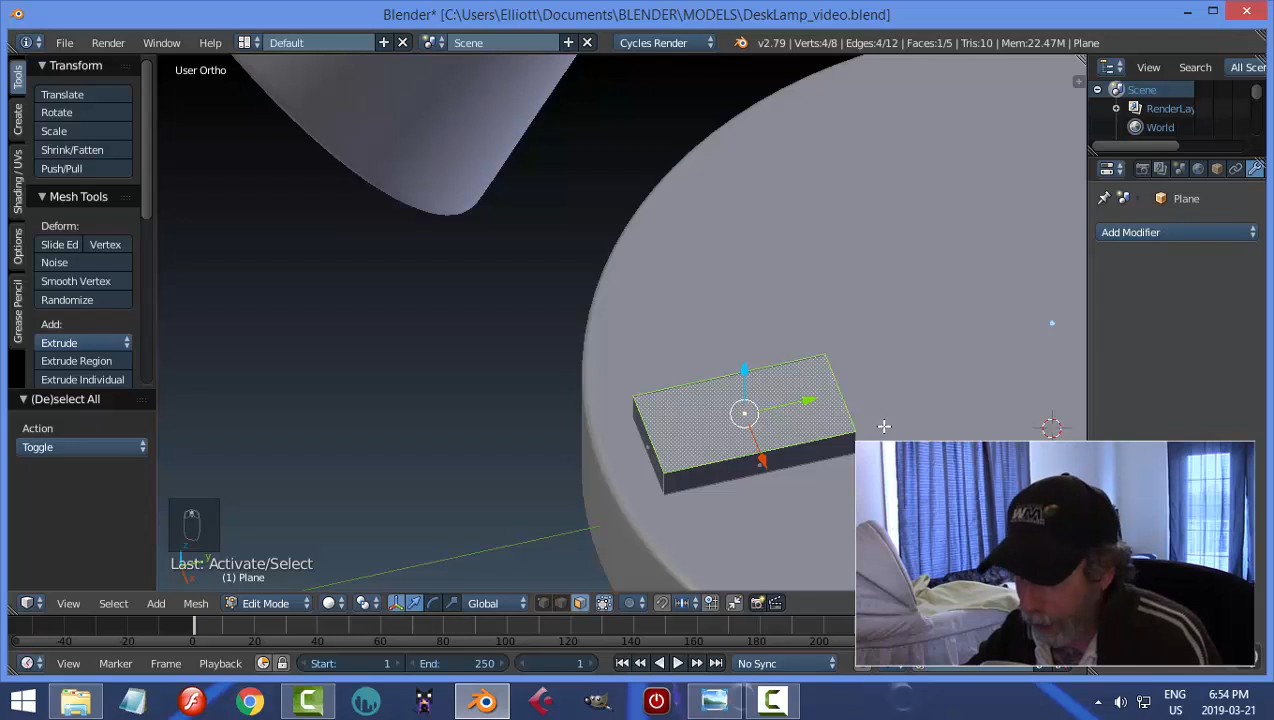 Blender* [C:\Users\Elliott\Documents\BLENDER\MODELS\DeskLamp_video.blend]
File Render Window Help Default Scene Cycles Render v2.79 | Verts:4/8 | Edges:4/12 | Faces:1/5 | Tris:10 | Mem:22.47M | Plane
Tools
Create
Shading / UVs
Options
Grease Pencil
Transform
Translate
Rotate
Scale
Shrink/Fatten
Push/Pull
Mesh Tools
Deform:
Slide Ed Vertex
Noise
Smooth Vertex
Randomize
Add:
Extrude
Extrude Region
Extrude Individual
(De)select All
Action
Toggle
User Ortho
Last: Activate/Select
(1) Plane
z
y
x
View Search All Sce
Scene
RenderLay
World
Plane
Add Modifier
View Select Add Mesh Edit Mode Global
-40 -20 0 20 40 60 80 100 120 140 160 180 200
View Marker Frame Playback Start: 1 End: 250 1 No Sync
WM
ENG 6:54 PM
US 2019-03-21